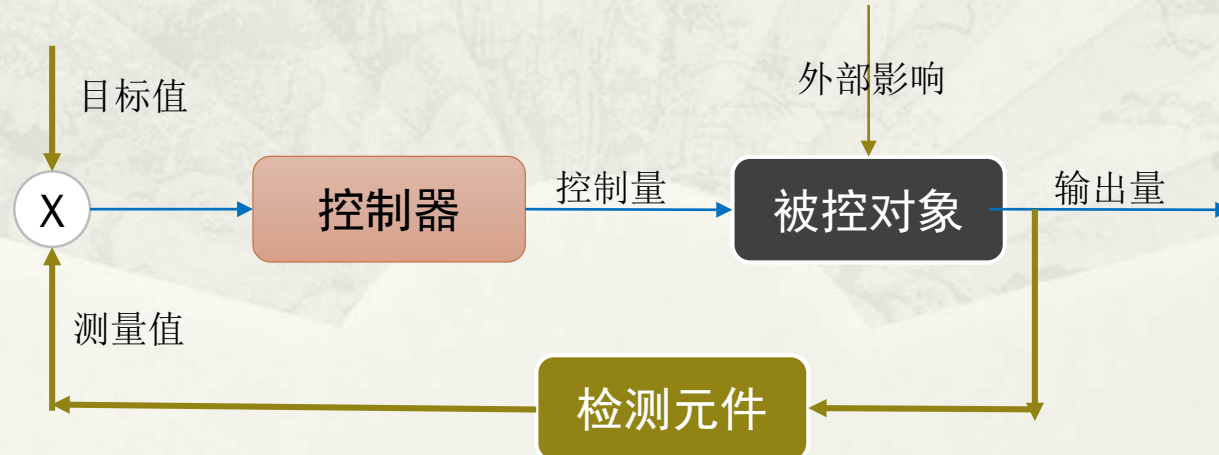 目标值
外部影响
X
控制器
控制量
被控对象
输出量
测量值
检测元件